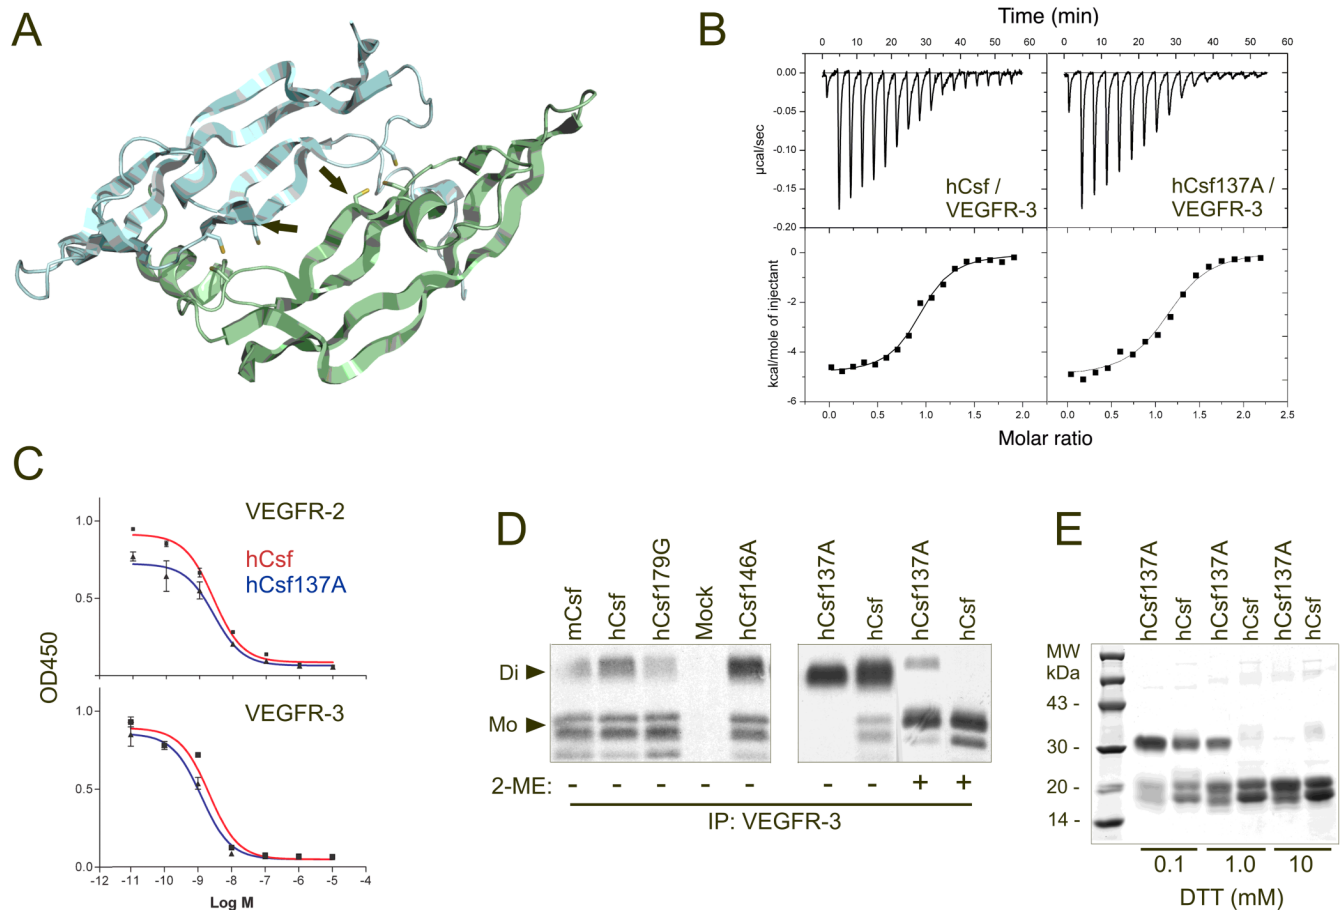 A
B
Time (min)
0 10 20 30 40 50 60
0 10 20 30 40 50 60
0.00
-0.05
-0.10
-0.15
-0.20
µcal/sec
hCsf /
VEGFR-3
hCsf137A /
VEGFR-3
0
-2
-4
-6
kcal/mole of injectant
0.0 0.5 1.0 1.5 2.0
0.0 0.5 1.0 1.5 2.0 2.5
Molar ratio
C
VEGFR-2
hCsf
hCsf137A
1.0
0.5
OD450
VEGFR-3
1.0
0.5
0.0
-12 -11 -10 -9 -8 -7 -6 -5 -4
Log M
D
mCsf
hCsf
hCsf179G
Mock
hCsf146A
hCsf137A
hCsf
hCsf137A
hCsf
Di
Mo
2-ME: - - - - - - - + +
IP: VEGFR-3
E
hCsf137A
hCsf
hCsf137A
hCsf
hCsf137A
hCsf
MW
kDa
43 -
30 -
20 -
14 -
0.1 1.0 10
DTT (mM)